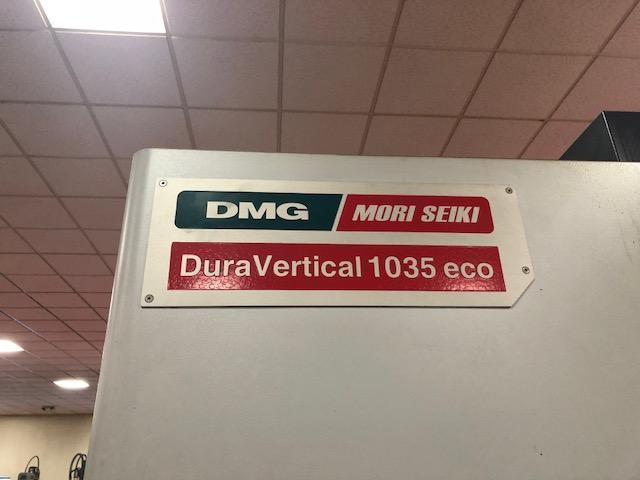 DMG MORI SEIKI
DuraVertical 1035 eco